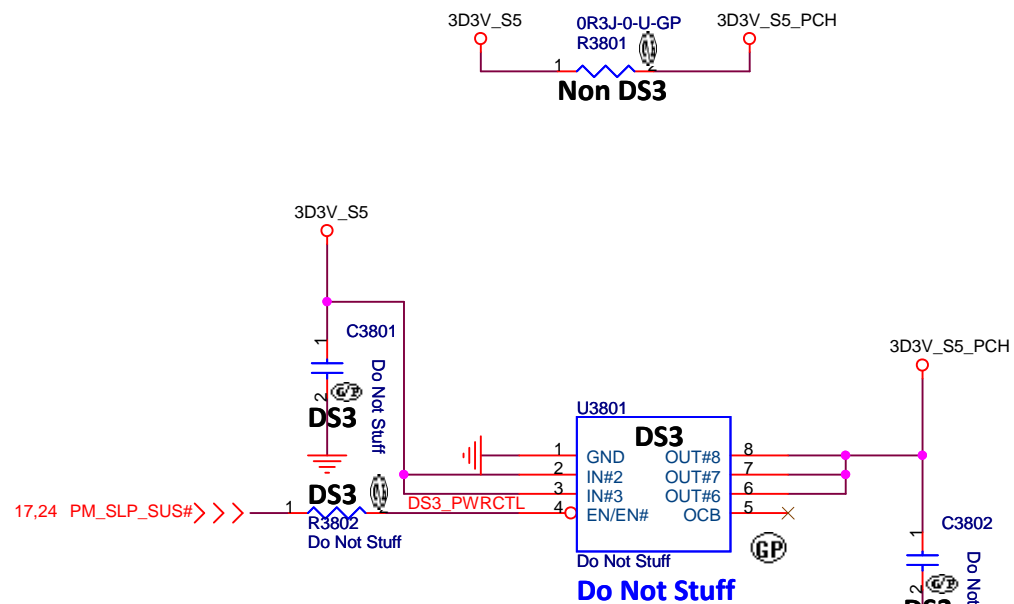 3D3V_S5
0R3J-0-U-GP
R3801
3D3V_S5_PCH
1
2
Non DS3
3D3V_S5
C3801
1
Do Not Stuff
2
G/P
DS3
3D3V_S5_PCH
U3801
DS3
1 GND OUT#8 8
2 IN#2 OUT#7 7
3 IN#3 OUT#6 6
4 EN/EN# OCB 5
DS3
17,24 PM_SLP_SUS# 1 2 DS3_PWRCTL
R3802
Do Not Stuff
C3802
1
Do Not
2
G/P
DS3
GP
Do Not Stuff
Do Not Stuff